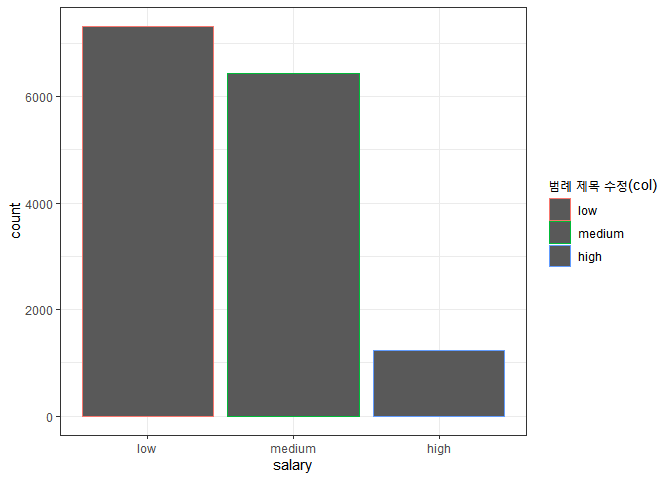 6000
4000
2000
0
count
low medium high
salary
범례 제목 수정(col)
low
medium
high